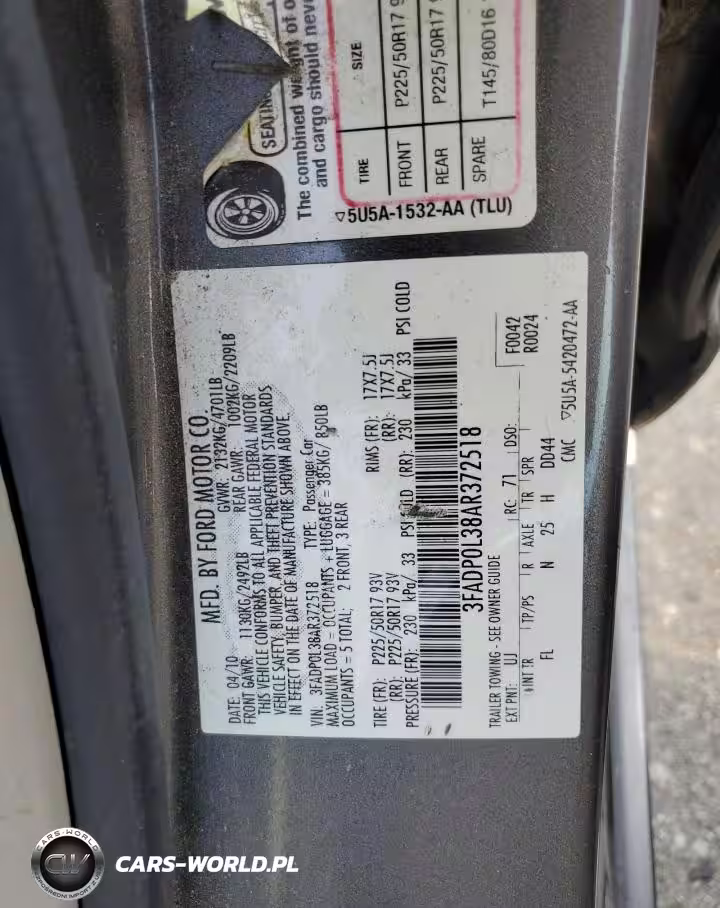 SEATIN
The combined weight of o
and cargo should neve
TIRE SIZE
FRONT P225/50R17
REAR P225/50R17
SPARE T145/80D16
▽5U5A-1532-AA (TLU)
MFD. BY FORD MOTOR CO.
DATE: 04/10 GVWR: 2132KG/4701LB
FRONT GAWR: 1130KG/2492LB REAR GAWR: 1002KG/2209LB
THIS VEHICLE CONFORMS TO ALL APPLICABLE FEDERAL MOTOR
VEHICLE SAFETY, BUMPER, AND THEFT PREVENTION STANDARDS
IN EFFECT ON THE DATE OF MANUFACTURE SHOWN ABOVE.
VIN: 3FADP0L38AR372518 TYPE: Passenger Car
MAXIMUM LOAD = OCCUPANTS + LUGGAGE = 385KG/ 850LB
OCCUPANTS = 5 TOTAL; 2 FRONT, 3 REAR
TIRE (FR): P225/50R17 93V RIMS (FR): 17X7.5J
(RR): P225/50R17 93V (RR): 17X7.5J
PRESSURE (FR): 230 kPa/ 33 PSI COLD (RR): 230 kPa/ 33 PSI COLD
3FADP0L38AR372518
TRAILER TOWING - SEE OWNER GUIDE
EXT PNT: UJ RC: 71 DSO: F0042
R0024
INT TR TP/PS R AXLE TR SPR
FL N 25 H DD44
CMC ▽5U5A-5420472-AA
CARS-WORLD
CW
CARS-WORLD.PL